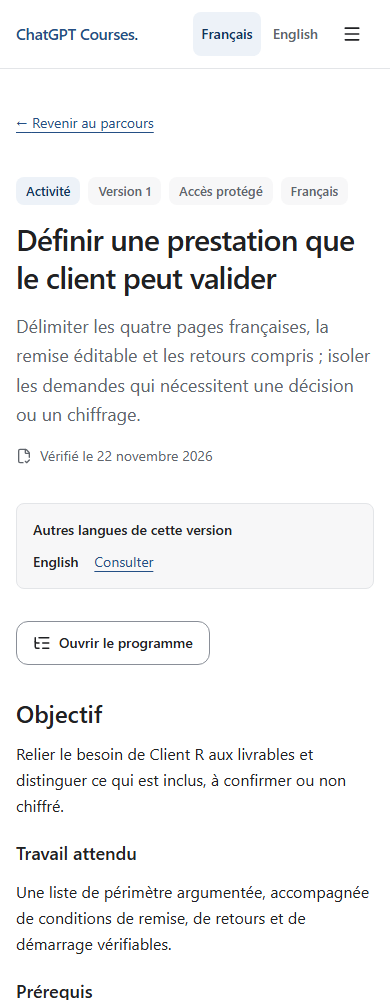 ChatGPT Courses.
Français
English
← Revenir au parcours
Activité
Version 1
Accès protégé
Français
Définir une prestation que
le client peut valider
Délimiter les quatre pages françaises, la
remise éditable et les retours compris ; isoler
les demandes qui nécessitent une décision
ou un chiffrage.
Vérifié le 22 novembre 2026
Autres langues de cette version
English Consulter
Ouvrir le programme
Objectif
Relier le besoin de Client R aux livrables et
distinguer ce qui est inclus, à confirmer ou non
chiffré.
Travail attendu
Une liste de périmètre argumentée, accompagnée
de conditions de remise, de retours et de
démarrage vérifiables.
Prérequis